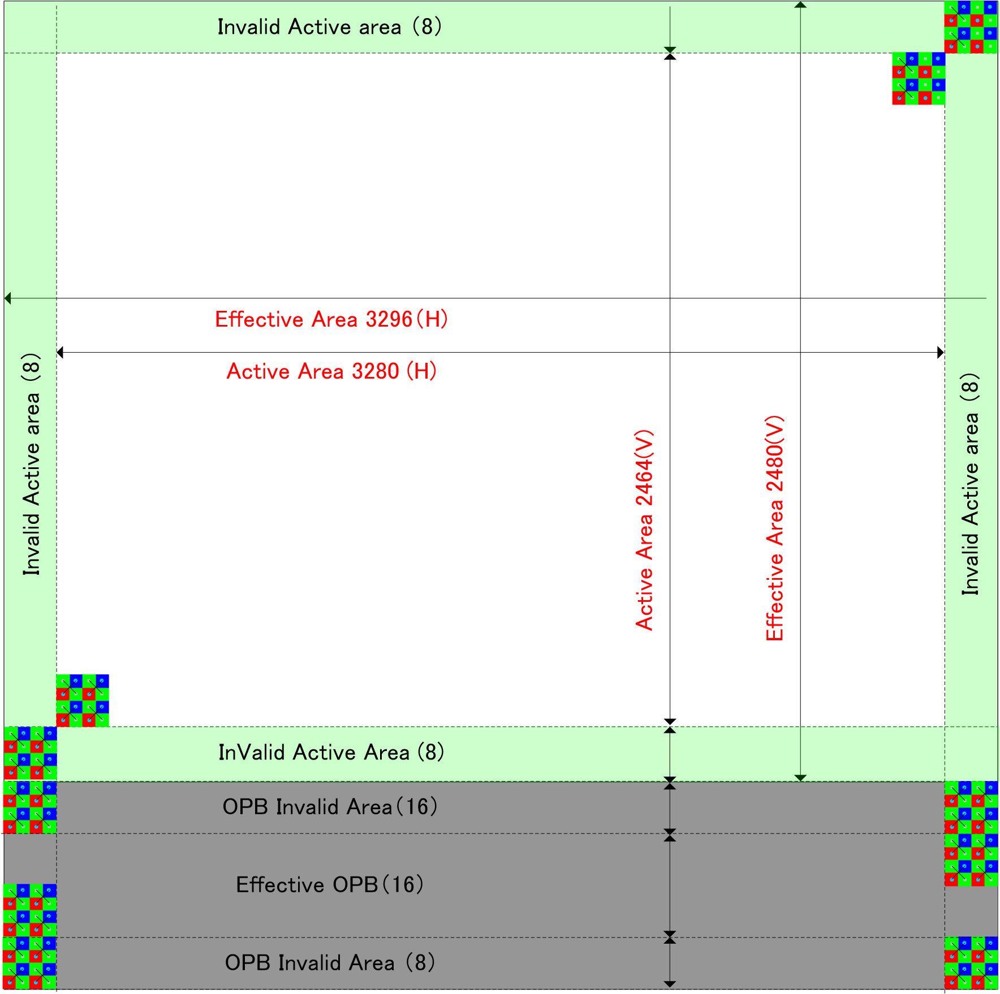 Invalid Active area (8)
Effective Area 3296(H)
Active Area 3280 (H)
Invalid Active area (8)
Active Area 2464(V)
Effective Area 2480(V)
Invalid Active area (8)
InValid Active Area (8)
OPB Invalid Area(16)
Effective OPB(16)
OPB Invalid Area (8)